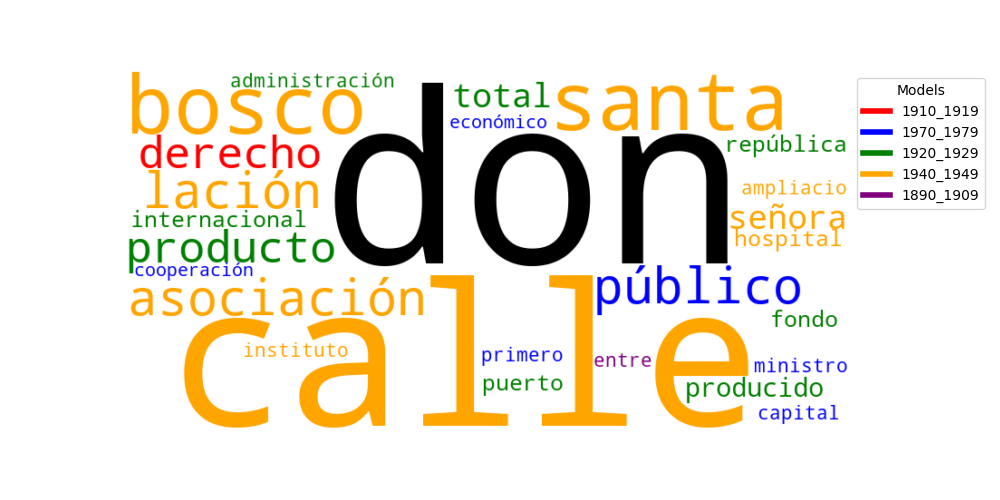 bosco
administración
total
santa
económico
don
derecho
república
lación
ampliacio
internacional
señora
producto
hospital
cooperación
público
asociación
calle
fondo
instituto
primero
entre
ministro
puerto
producido
capital
Models
1910_1919
1970_1979
1920_1929
1940_1949
1890_1909